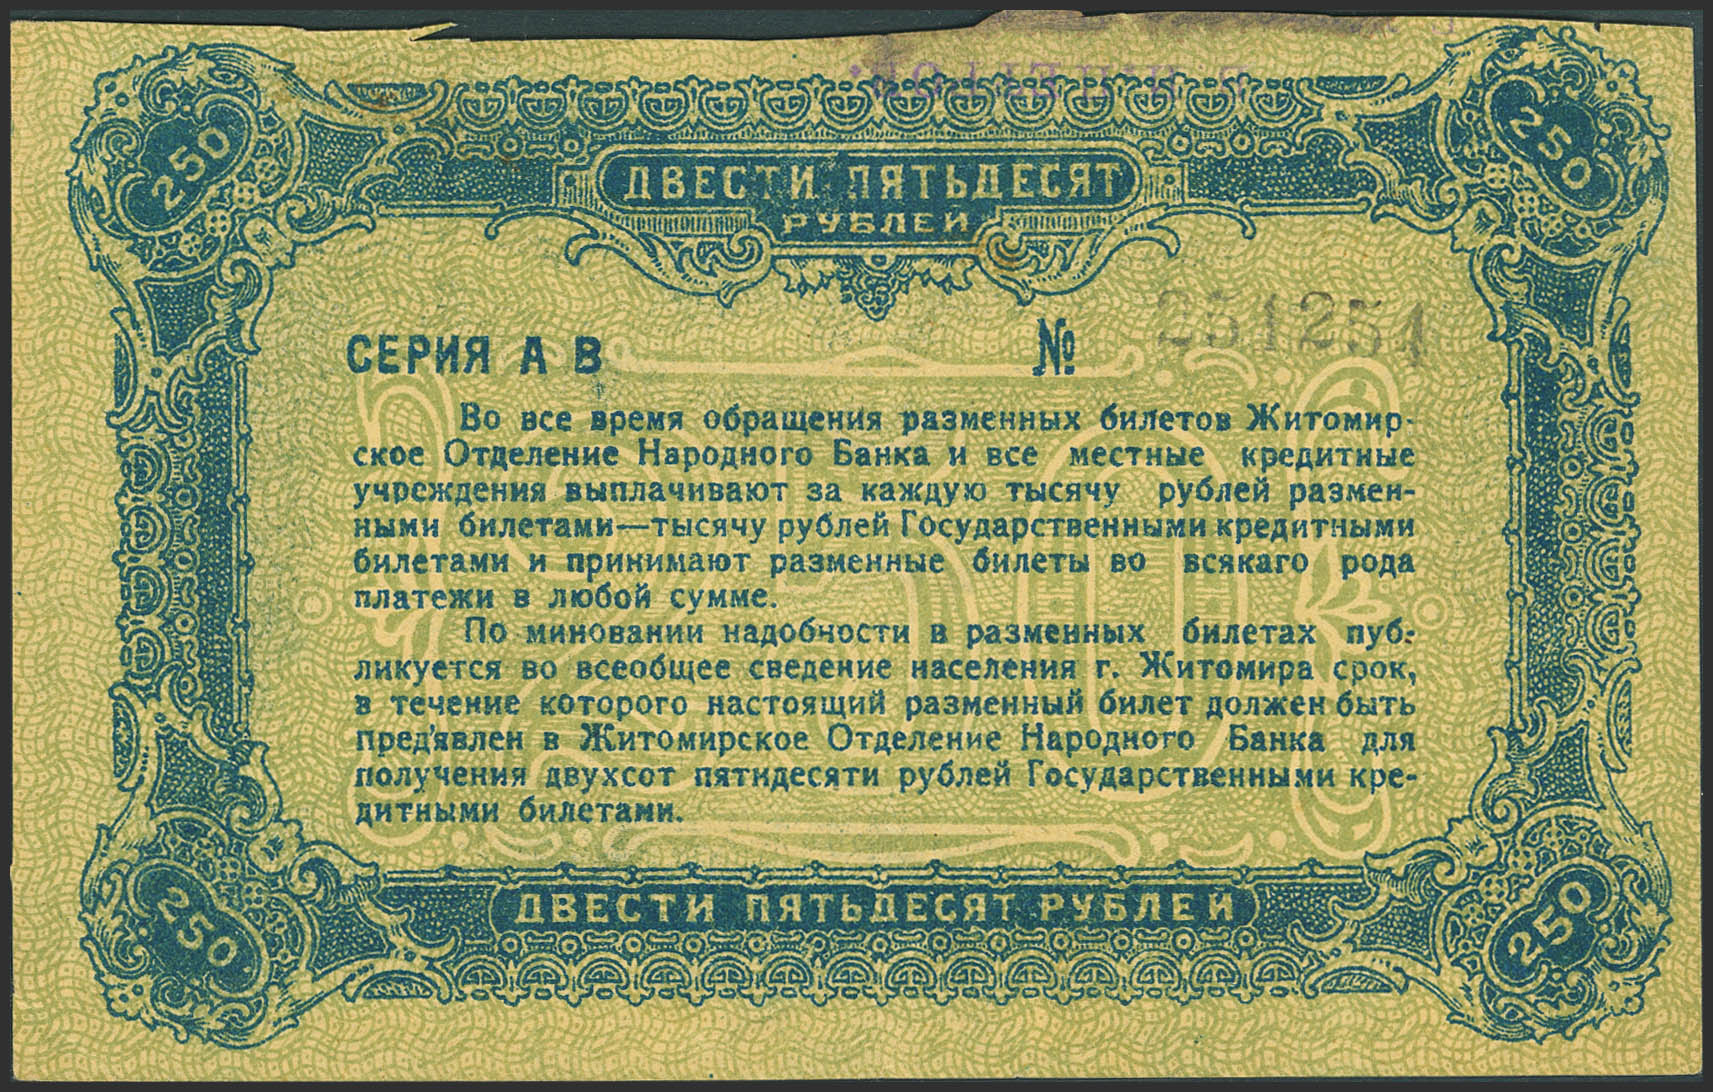 250
250
ДВЕСТИ ПЯТЬДЕСЯТ
РУБЛЕЙ
СЕРИЯ А В № 251251
Во все время обращения разменных билетов Житомир-
ское Отделение Народного Банка и все местные кредитные
учреждения выплачивают за каждую тысячу рублей размен-
ными билетами—тысячу рублей Государственными кредитными
билетами и принимают разменные билеты во всякаго рода
платежи в любой сумме.
По миновании надобности в разменных билетах пуб-
ликуется во всеобщее сведение населения г. Житомира срок,
в течение которого настоящий разменный билет должен быть
пред'явлен в Житомирское Отделение Народного Банка для
получения двухсот пятидесяти рублей Государственными кре-
дитными билетами.
250
ДВЕСТИ ПЯТЬДЕСЯТ РУБЛЕЙ
250
250